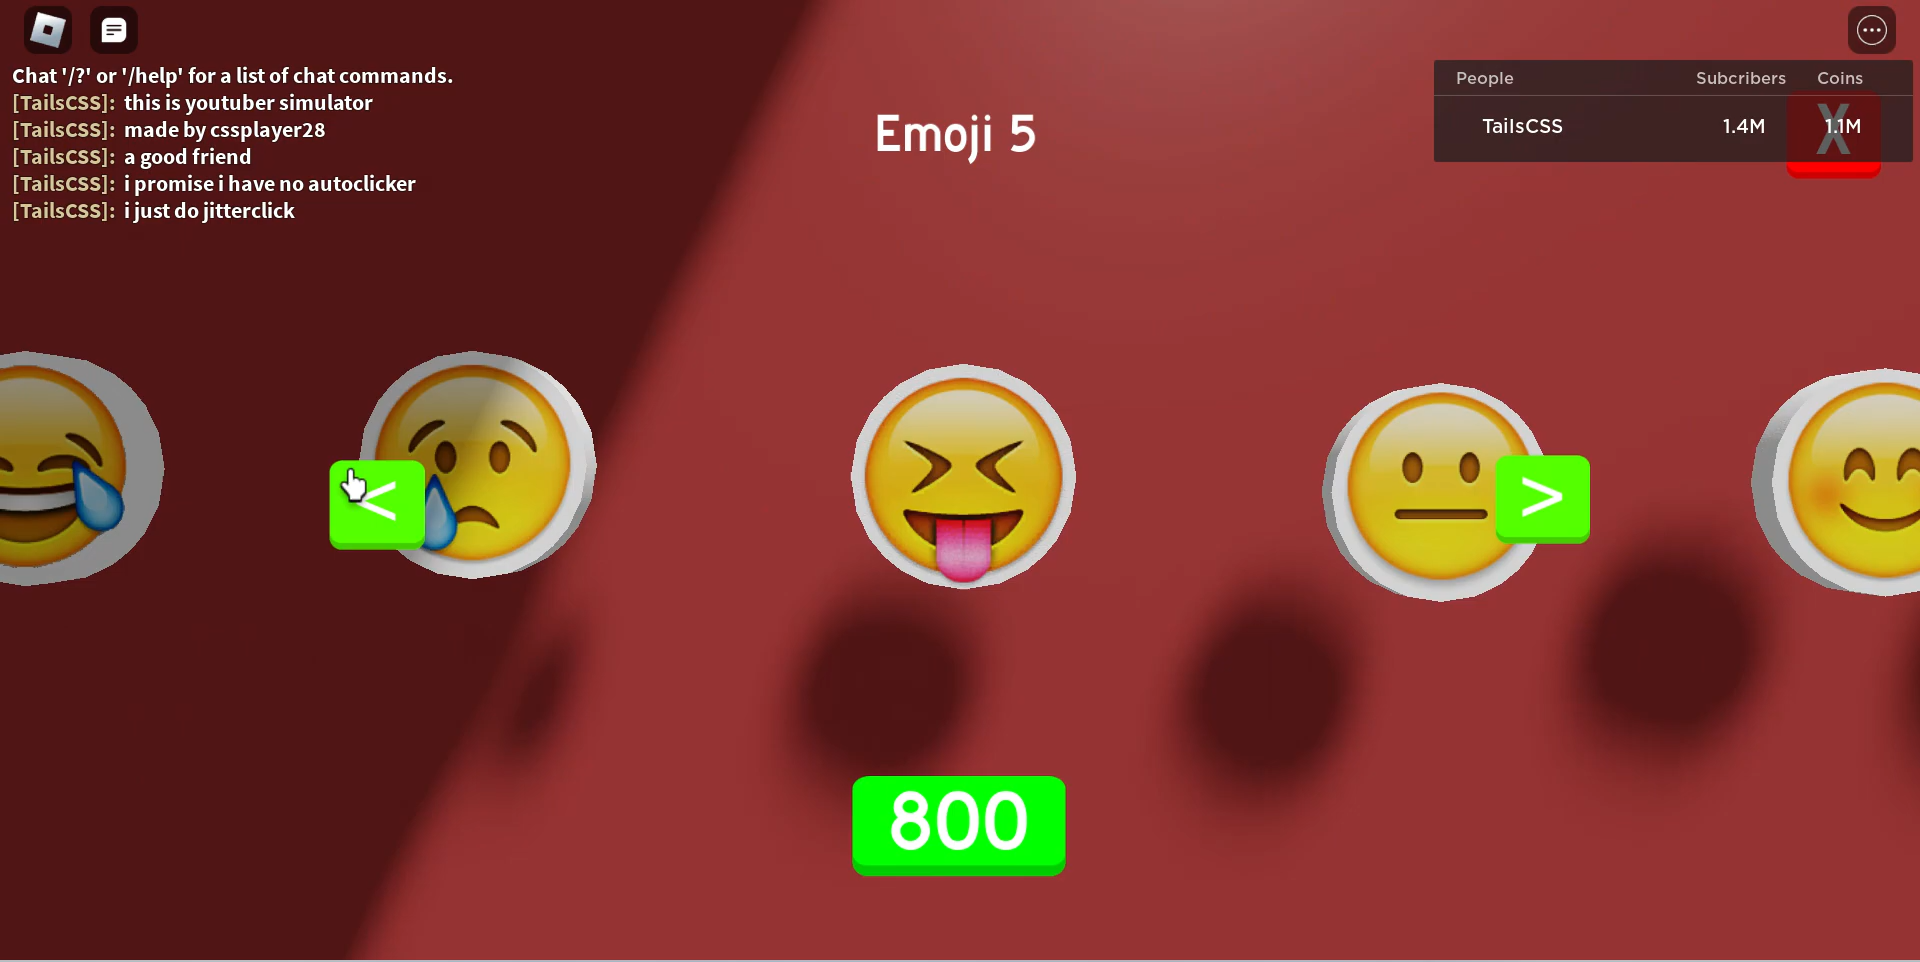 Chat '/?' or '/help' for a list of chat commands.
[TailsCSS]: this is youtuber simulator
[TailsCSS]: made by cssplayer28
[TailsCSS]: a good friend
[TailsCSS]: i promise i have no autoclicker
[TailsCSS]: i just do jitterclick
People Subcribers Coins
TailsCSS 1.4M 1.1M
X
Emoji 5
<
>
800